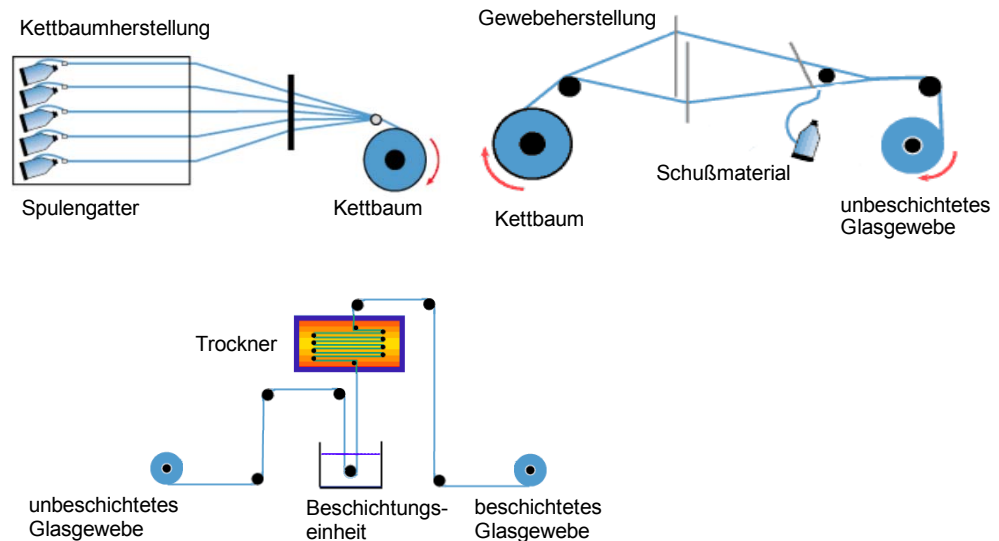 Kettbaumherstellung
Spulengatter
Kettbaum
Gewebeherstellung
Kettbaum
Schußmaterial
unbeschichtetes
Glasgewebe
Trockner
unbeschichtetes
Glasgewebe
Beschichtungs-
einheit
beschichtetes
Glasgewebe